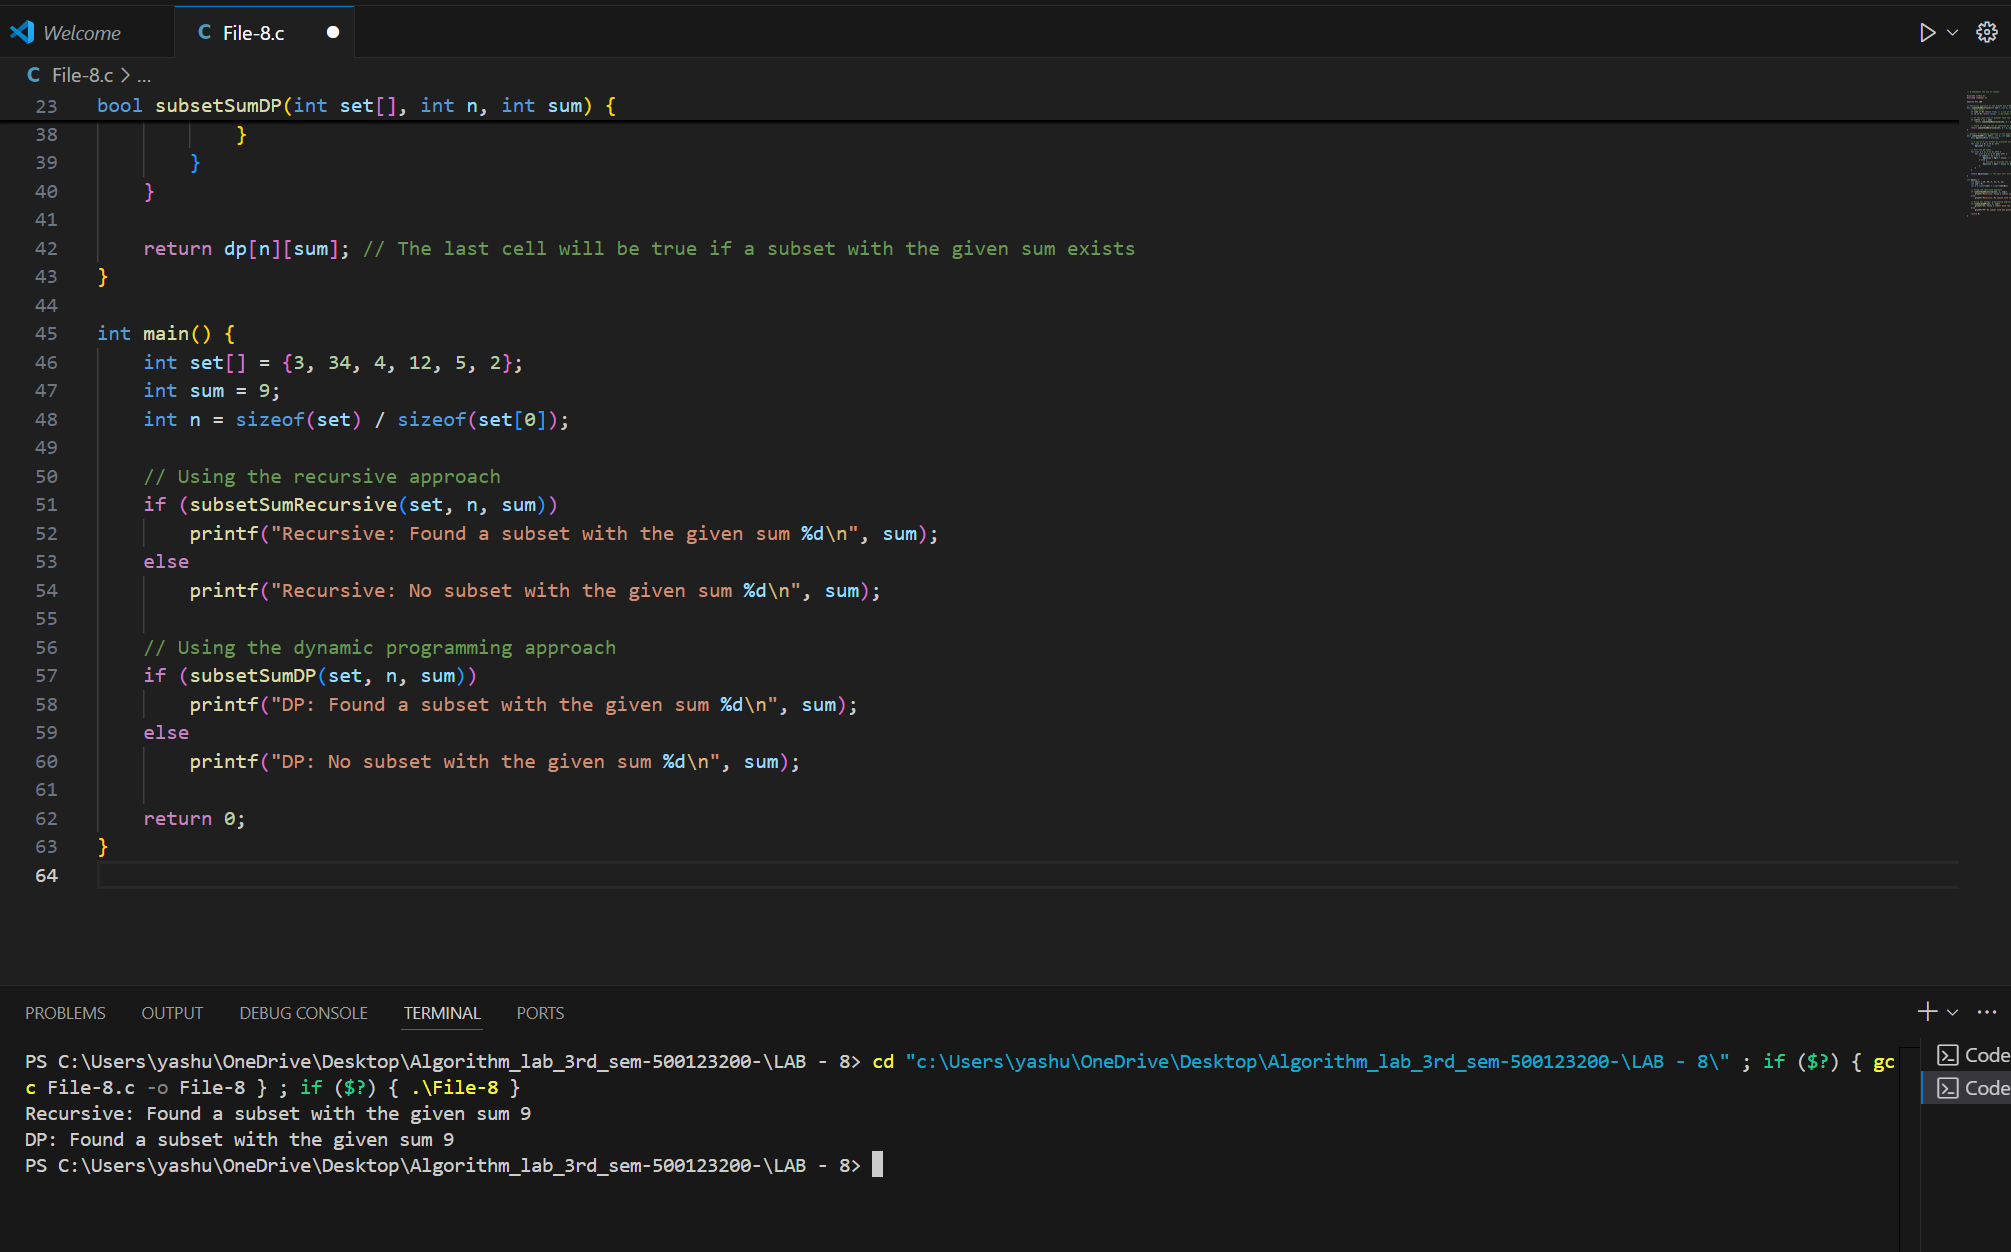 Welcome
C File-8.c
C File-8.c > ...
23 bool subsetSumDP(int set[], int n, int sum) {
38 }
39 }
40 }
41
42 return dp[n][sum]; // The last cell will be true if a subset with the given sum exists
43 }
44
45 int main() {
46 int set[] = {3, 34, 4, 12, 5, 2};
47 int sum = 9;
48 int n = sizeof(set) / sizeof(set[0]);
49
50 // Using the recursive approach
51 if (subsetSumRecursive(set, n, sum))
52 printf("Recursive: Found a subset with the given sum %d\n", sum);
53 else
54 printf("Recursive: No subset with the given sum %d\n", sum);
55
56 // Using the dynamic programming approach
57 if (subsetSumDP(set, n, sum))
58 printf("DP: Found a subset with the given sum %d\n", sum);
59 else
60 printf("DP: No subset with the given sum %d\n", sum);
61
62 return 0;
63 }
64
PROBLEMS OUTPUT DEBUG CONSOLE TERMINAL PORTS
PS C:\Users\yashu\OneDrive\Desktop\Algorithm_lab_3rd_sem-500123200-\LAB - 8> cd "c:\Users\yashu\OneDrive\Desktop\Algorithm_lab_3rd_sem-500123200-\LAB - 8\" ; if ($?) { gc
c File-8.c -o File-8 } ; if ($?) { .\File-8 }
Recursive: Found a subset with the given sum 9
DP: Found a subset with the given sum 9
PS C:\Users\yashu\OneDrive\Desktop\Algorithm_lab_3rd_sem-500123200-\LAB - 8>
Code
Code